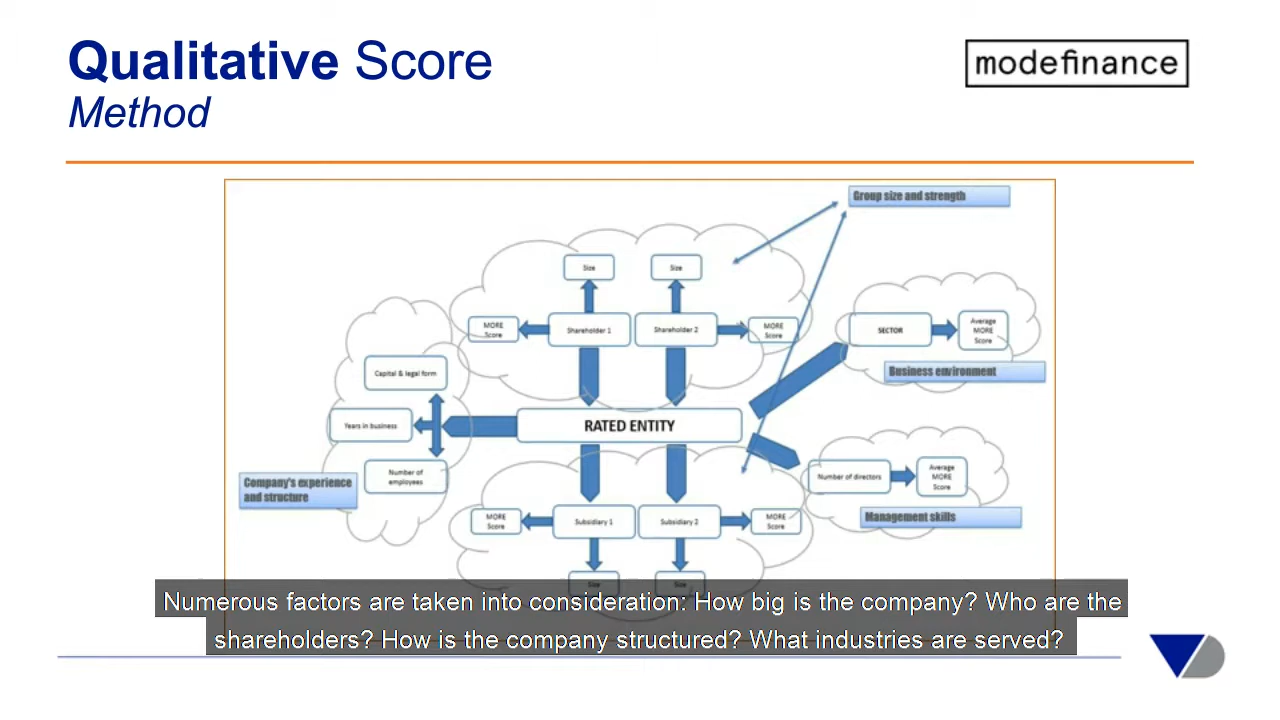 Qualitative Score
Method
modefinance
Group size and strength
Size
Size
MORE
Score
Shareholder 1
Shareholder 2
MORE
Score
SECTOR
Average
MORE
Score
Business environment
Capital & legal form
Years in business
Number of
employees
Company's experience
and structure
RATED ENTITY
Number of directors
Average
MORE
Score
Management skills
MORE
Score
Subsidiary 1
Subsidiary 2
MORE
Score
Size
Size
Numerous factors are taken into consideration: How big is the company? Who are the
shareholders? How is the company structured? What industries are served?